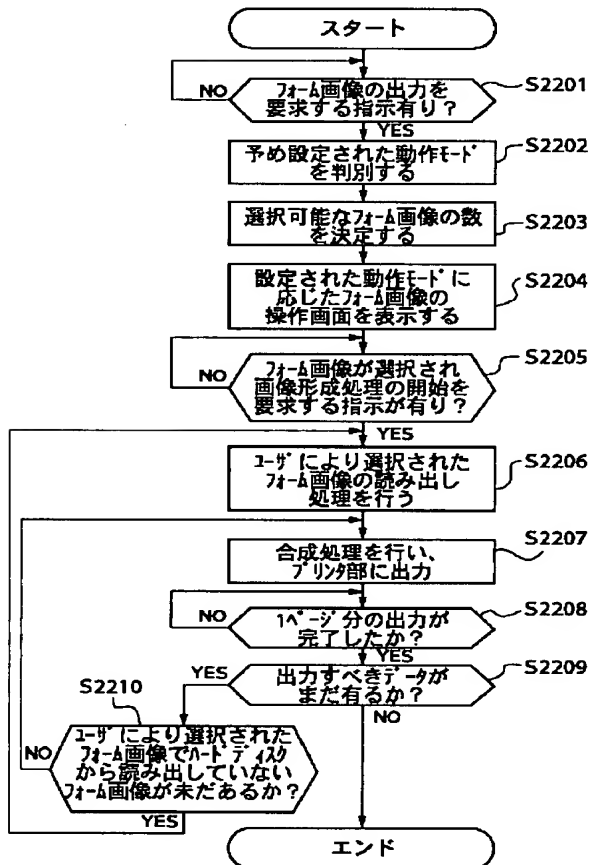 スタート
フォーム画像の出力を
要求する指示有り？
NO
S2201
YES
予め設定された動作モード
を判別する
S2202
選択可能なフォーム画像の数
を決定する
S2203
設定された動作モードに
応じたフォーム画像の
操作画面を表示する
S2204
フォーム画像が選択され
画像形成処理の開始を
要求する指示が有り？
NO
S2205
YES
ユーザにより選択された
フォーム画像の読み出し
処理を行う
S2206
合成処理を行い、
プリンタ部に出力
S2207
1ページ分の出力が
完了したか？
NO
S2208
YES
出力すべきデータが
まだ有るか？
YES
S2209
NO
S2210
ユーザにより選択された
フォーム画像でハードディスク
から読み出していない
フォーム画像が未だあるか？
NO
YES
エンド